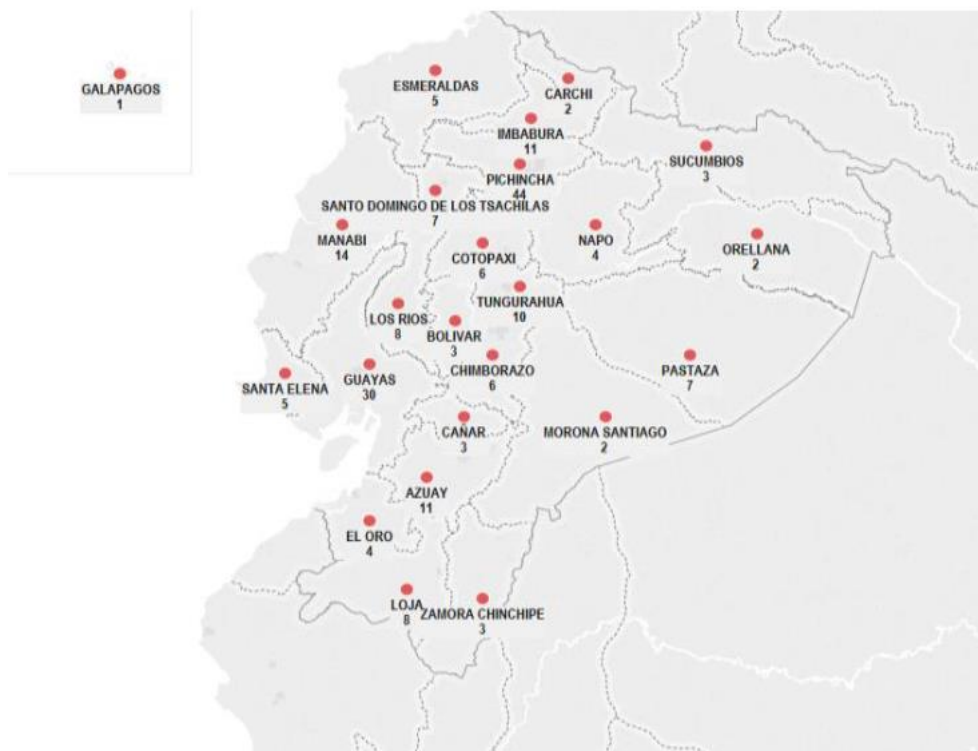 GALAPAGOS
1
ESMERALDAS
5
CARCHI
2
IMBABURA
11
SUCUMBIOS
3
PICHINCHA
44
SANTO DOMINGO DE LOS TSACHILAS
7
MANABI
14
NAPO
4
ORELLANA
2
COTOPAXI
6
TUNGURAHUA
10
LOS RIOS
8
BOLIVAR
3
CHIMBORAZO
6
PASTAZA
7
GUAYAS
30
SANTA ELENA
5
CAÑAR
3
MORONA SANTIAGO
2
AZUAY
11
EL ORO
4
LOJA
8
ZAMORA CHINCHIPE
3